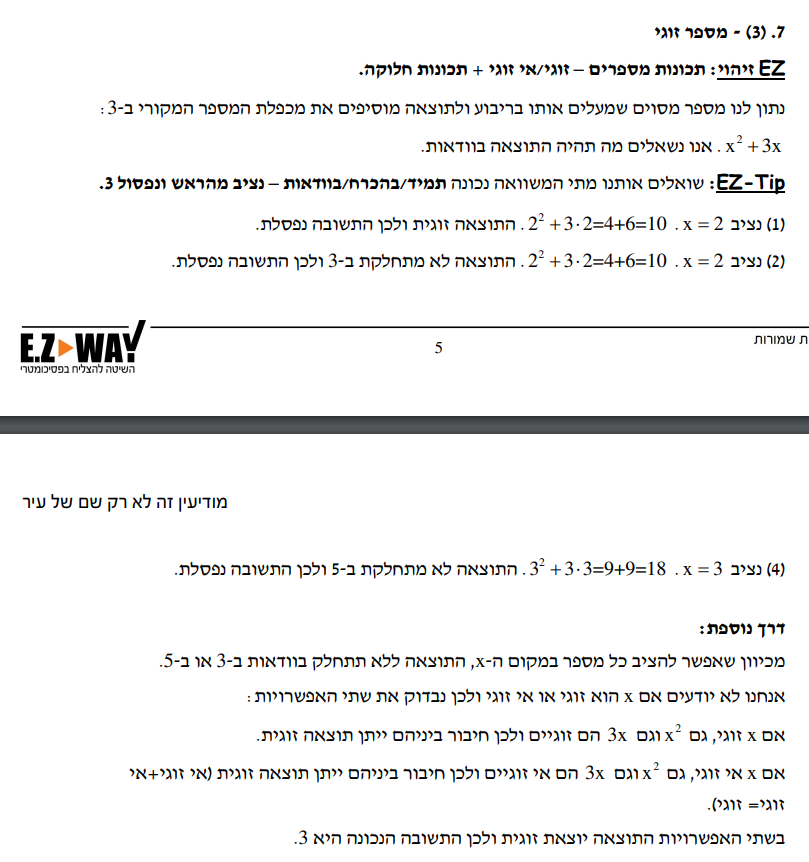 7. (3) - מספר זוגי
EZ זיהוי: תכונות מספרים – זוגי/אי זוגי + תכונות חלוקה.
נתון לנו מספר מסוים שמעלים אותו בריבוע ולתוצאה מוסיפים את מכפלת המספר המקורי ב-3:
x² + 3x. אנו נשאלים מה תהיה התוצאה בוודאות.
EZ-Tip: שואלים אותנו מתי המשוואה נכונה תמיד/בהכרח/בוודאות – נציב מהראש ונפסול 3.
(1) נציב x = 2. 2² + 3·2=4+6=10. התוצאה זוגית ולכן התשובה נפסלת.
(2) נציב x = 2. 2² + 3·2=4+6=10. התוצאה לא מתחלקת ב-3 ולכן התשובה נפסלת.
ת שמורות
5
E.Z WAY
השיטה להצליח בפסיכומטרי
מודיעין זה לא רק שם של עיר
(4) נציב x = 3. 3² + 3·3=9+9=18. התוצאה לא מתחלקת ב-5 ולכן התשובה נפסלת.
דרך נוספת:
מכיוון שאפשר להציב כל מספר במקום ה-x, התוצאה ללא תתחלק בוודאות ב-3 או ב-5.
אנחנו לא יודעים אם x הוא זוגי או אי זוגי ולכן נבדוק את שתי האפשרויות:
אם x זוגי, גם x² וגם 3x הם זוגיים ולכן חיבור ביניהם ייתן תוצאה זוגית.
אם x אי זוגי, גם x² וגם 3x הם אי זוגיים ולכן חיבור ביניהם ייתן תוצאה זוגית (אי זוגי+אי
זוגי= זוגי).
בשתי האפשרויות התוצאה יוצאת זוגית ולכן התשובה הנכונה היא 3.